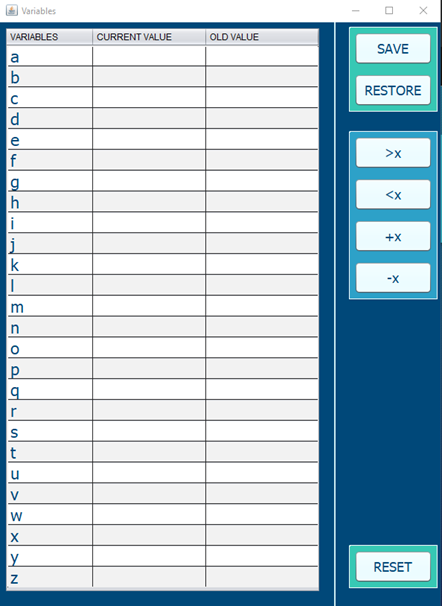 Variables
VARIABLES CURRENT VALUE OLD VALUE
a
b
c
d
e
f
g
h
i
j
k
l
m
n
o
p
q
r
s
t
u
v
w
x
y
z
SAVE
RESTORE
>x
<x
+x
-x
RESET